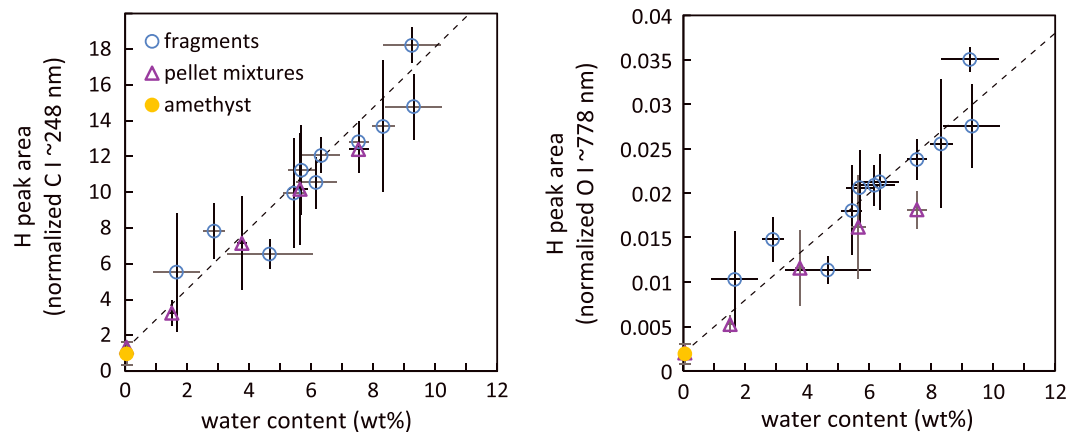 H peak area
(normalized C I ~248 nm)
18
16
14
12
10
8
6
4
2
0
fragments
pellet mixtures
amethyst
0 2 4 6 8 10 12
water content (wt%)
H peak area
(normalized O I ~778 nm)
0.04
0.035
0.03
0.025
0.02
0.015
0.01
0.005
0
0 2 4 6 8 10 12
water content (wt%)